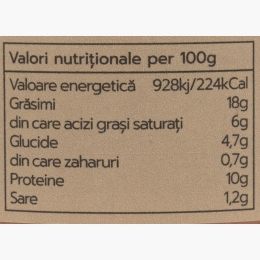 Valori nutriționale per 100g
Valoare energetică 928kj/224kCal
Grăsimi 18g
din care acizi grași saturați 6g
Glucide 4,7g
din care zaharuri 0,7g
Proteine 10g
Sare 1,2g